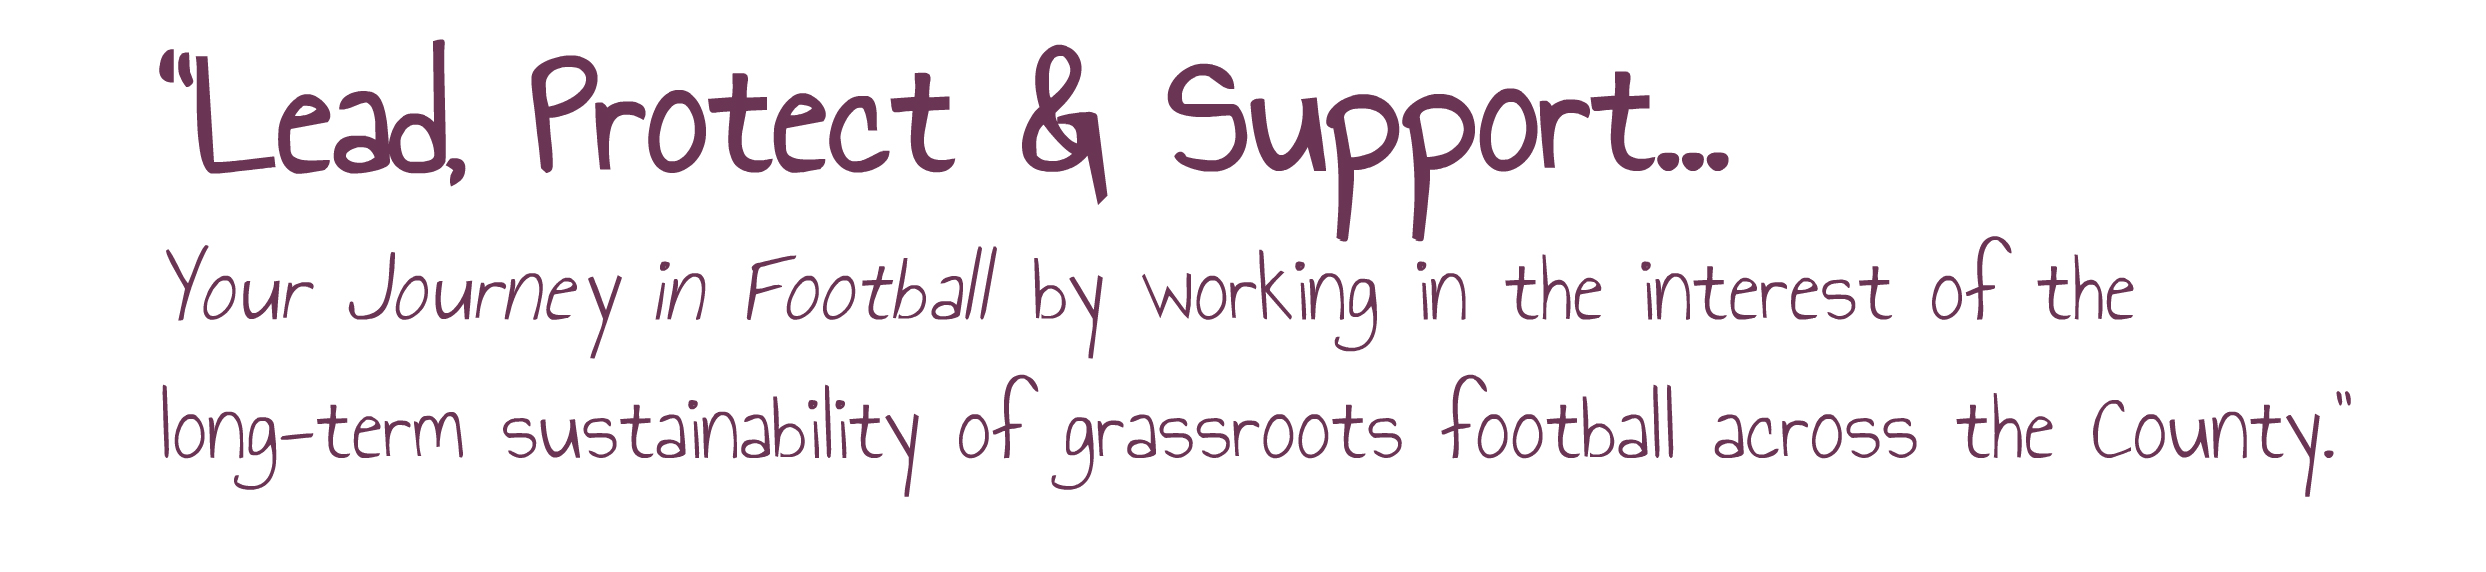 “Lead, Protect & Support...
Your Journey in Football by working in the interest of the
long-term sustainability of grassroots football across the County."